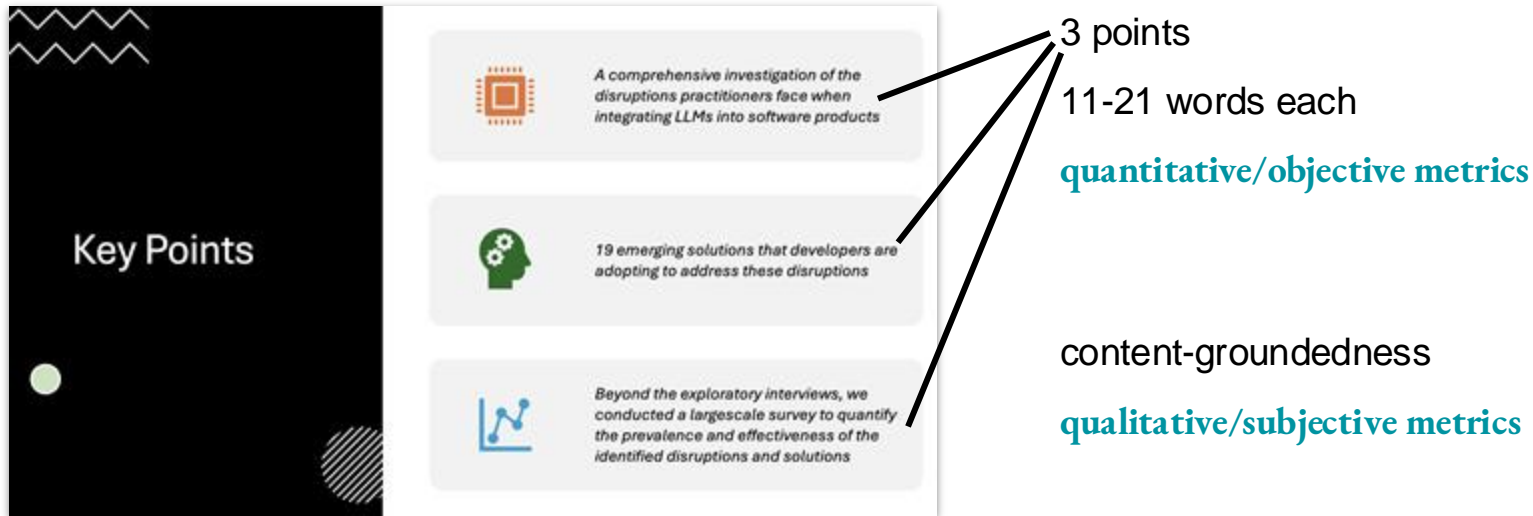 Key Points
A comprehensive investigation of the
disruptions practitioners face when
integrating LLMs into software products
19 emerging solutions that developers are
adopting to address these disruptions
Beyond the exploratory interviews, we
conducted a largescale survey to quantify
the prevalence and effectiveness of the
identified disruptions and solutions
3 points
11-21 words each
quantitative/objective metrics
content-groundedness
qualitative/subjective metrics